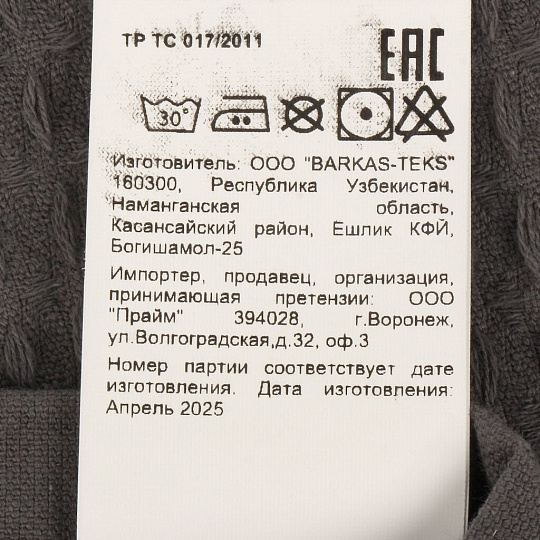 ТР ТС 017/2011
EAC
30°
Изготовитель: ООО "BARKAS-TEKS"
160300, Республика Узбекистан,
Наманганская область,
Касансайский район, Ёшлик КФЙ,
Богишамол-25
Импортер, продавец, организация,
принимающая претензии: ООО
"Прайм" 394028, г.Воронеж,
ул.Волгоградская,д.32, оф.3
Номер партии соответствует дате
изготовления. Дата изготовления:
Апрель 2025